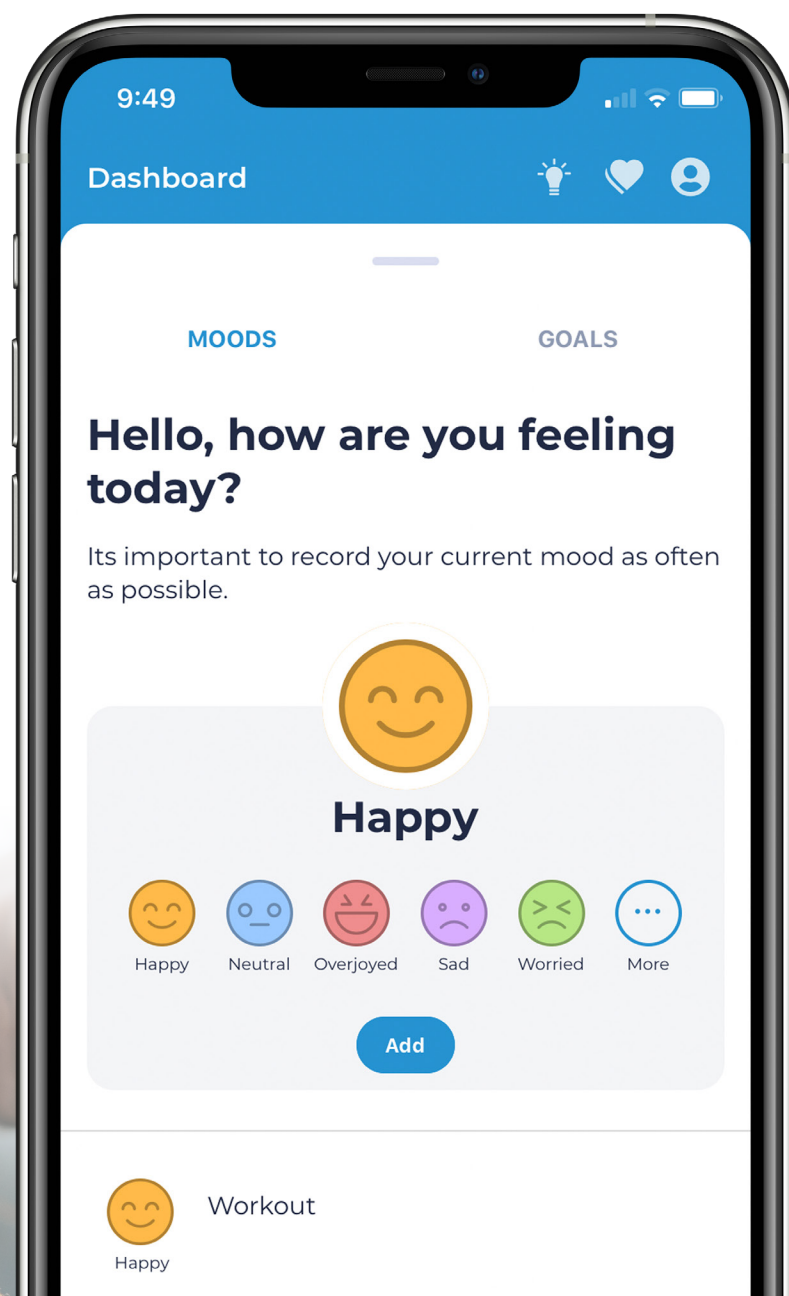 9:49
Dashboard
MOODS
GOALS
Hello, how are you feeling
today?
Its important to record your current mood as often
as possible.
Happy
Happy
Neutral
Overjoyed
Sad
Worried
More
Add
Workout
Happy